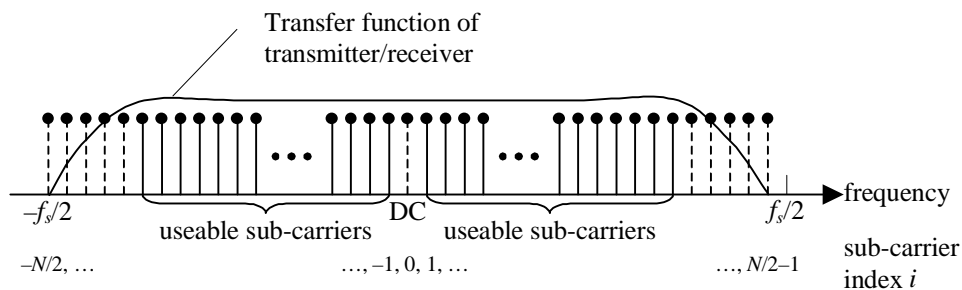 Transfer function of
transmitter/receiver
frequency
–fs/2
DC
fs/2
useable sub-carriers
useable sub-carriers
–N/2, …
…, –1, 0, 1, …
…, N/2–1
sub-carrier
index i